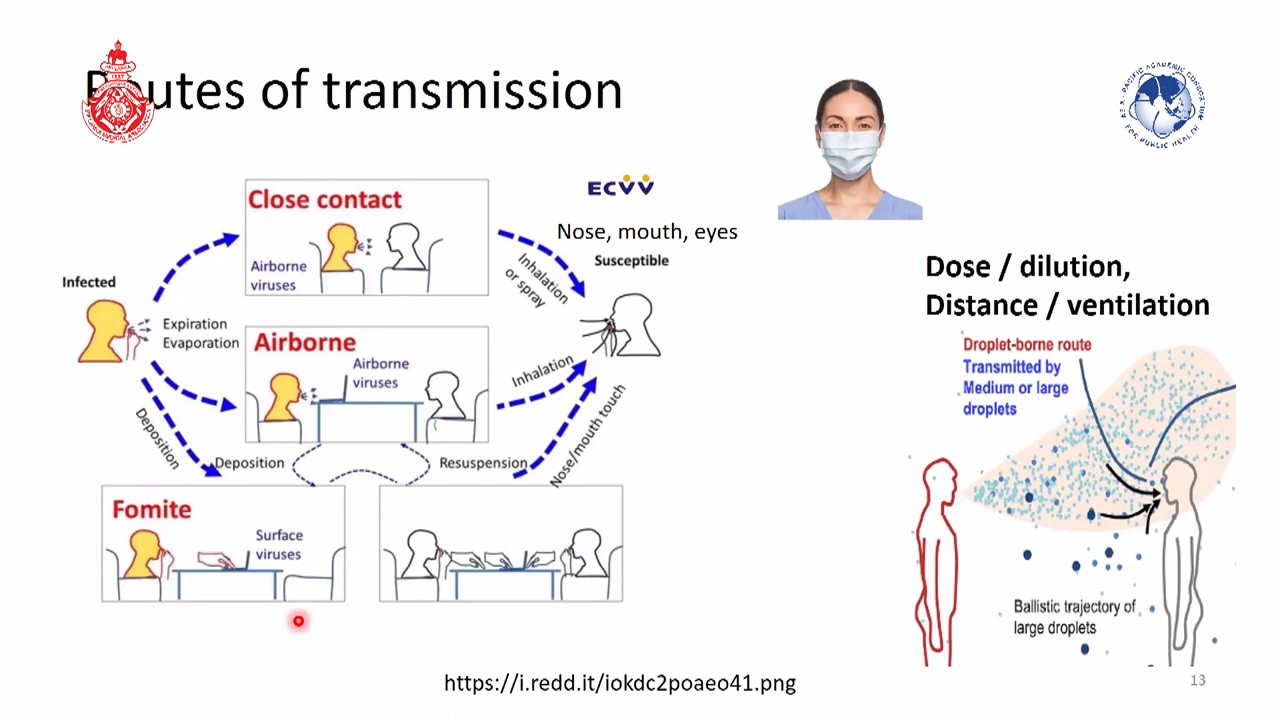 Routes of transmission
ECVV
Nose, mouth, eyes
Susceptible
Close contact
Airborne
viruses
Inhalation
or spray
Infected
Expiration
Evaporation
Airborne
Airborne
viruses
Inhalation
Deposition
Deposition
Resuspension
Nose/mouth touch
Fomite
Surface
viruses
Dose / dilution,
Distance / ventilation
Droplet-borne route
Transmitted by
Medium or large
droplets
Ballistic trajectory of
large droplets
https://i.redd.it/iokdc2poaeo41.png
13